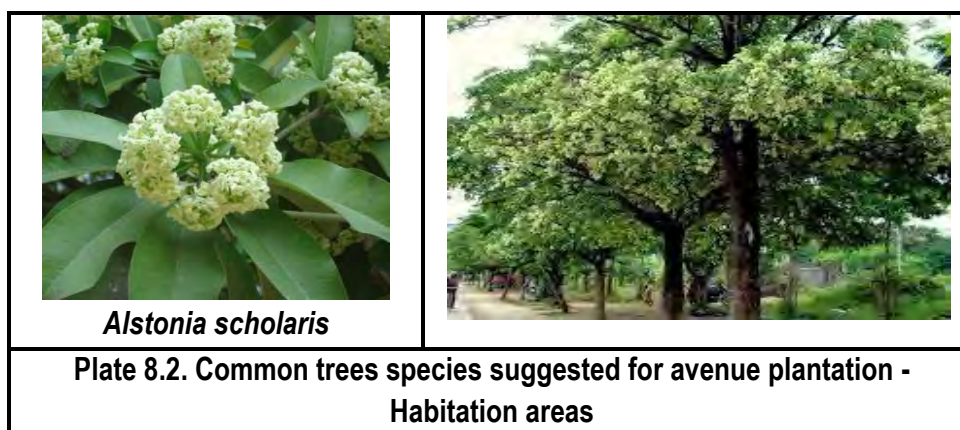 Alstonia scholaris
Plate 8.2. Common trees species suggested for avenue plantation -
Habitation areas